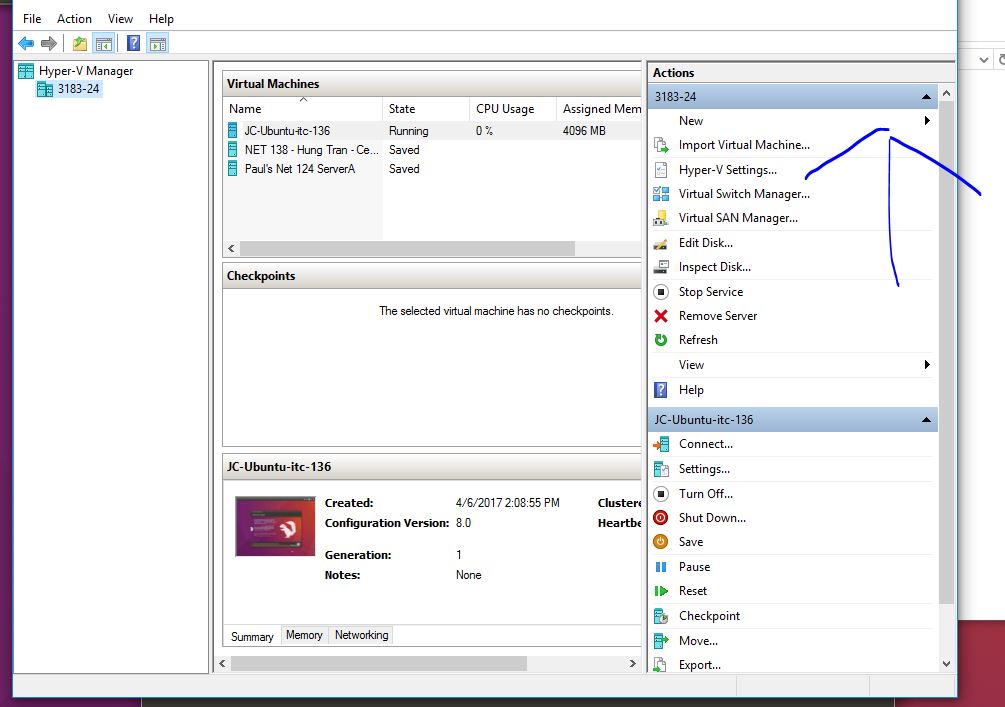 File Action View Help
Hyper-V Manager
3183-24
Virtual Machines
Name State CPU Usage Assigned Mem
JC-Ubuntu-itc-136 Running 0 % 4096 MB
NET 138 - Hung Tran - Ce... Saved
Paul's Net 124 ServerA Saved
Checkpoints
The selected virtual machine has no checkpoints.
JC-Ubuntu-itc-136
Created: 4/6/2017 2:08:55 PM Clustere
Configuration Version: 8.0 Heartbe
Generation: 1
Notes: None
Summary Memory Networking
Actions
3183-24
New
Import Virtual Machine...
Hyper-V Settings...
Virtual Switch Manager...
Virtual SAN Manager...
Edit Disk...
Inspect Disk...
Stop Service
Remove Server
Refresh
View
Help
JC-Ubuntu-itc-136
Connect...
Settings...
Turn Off...
Shut Down...
Save
Pause
Reset
Checkpoint
Move...
Export...